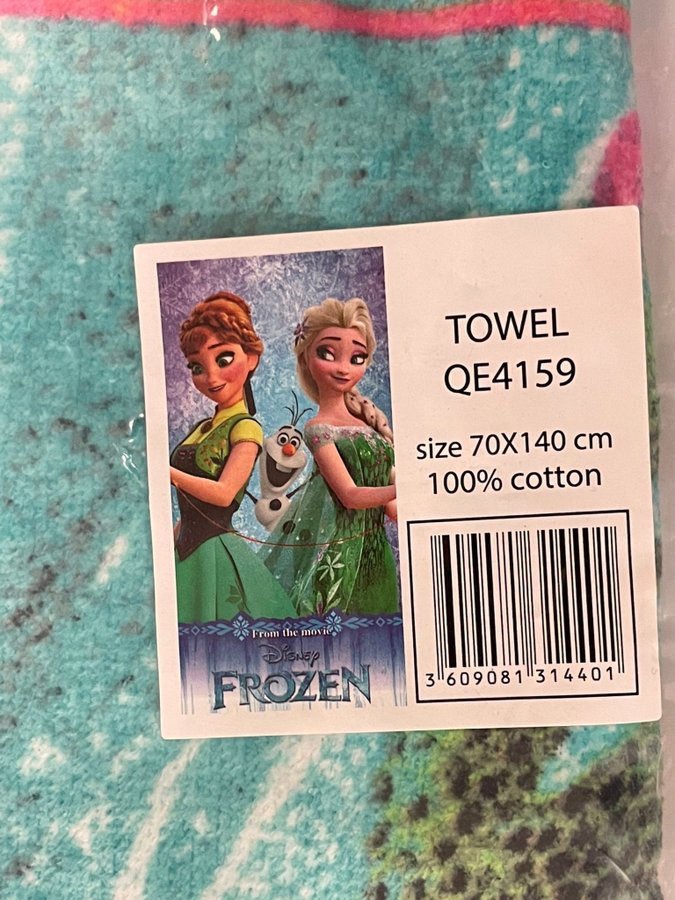 TOWEL
QE4159
size 70X140 cm
100% cotton
From the movie
Disney
FROZEN
3 609081 314401